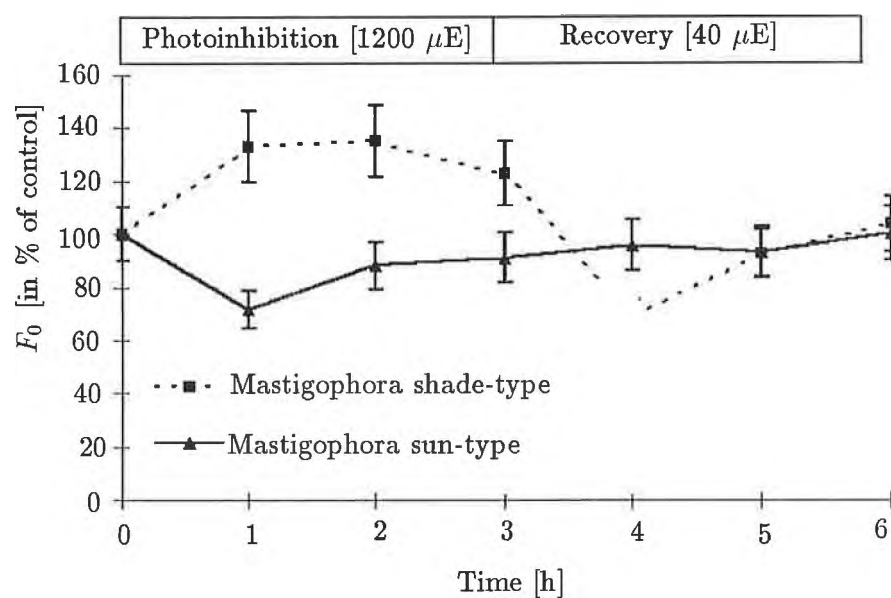 Photoinhibition [1200 μE] Recovery [40 μE]
F₀ [in % of control]
160
140
120
100
80
60
40
20
0
Mastigophora shade-type
Mastigophora sun-type
0 1 2 3 4 5 6
Time [h]